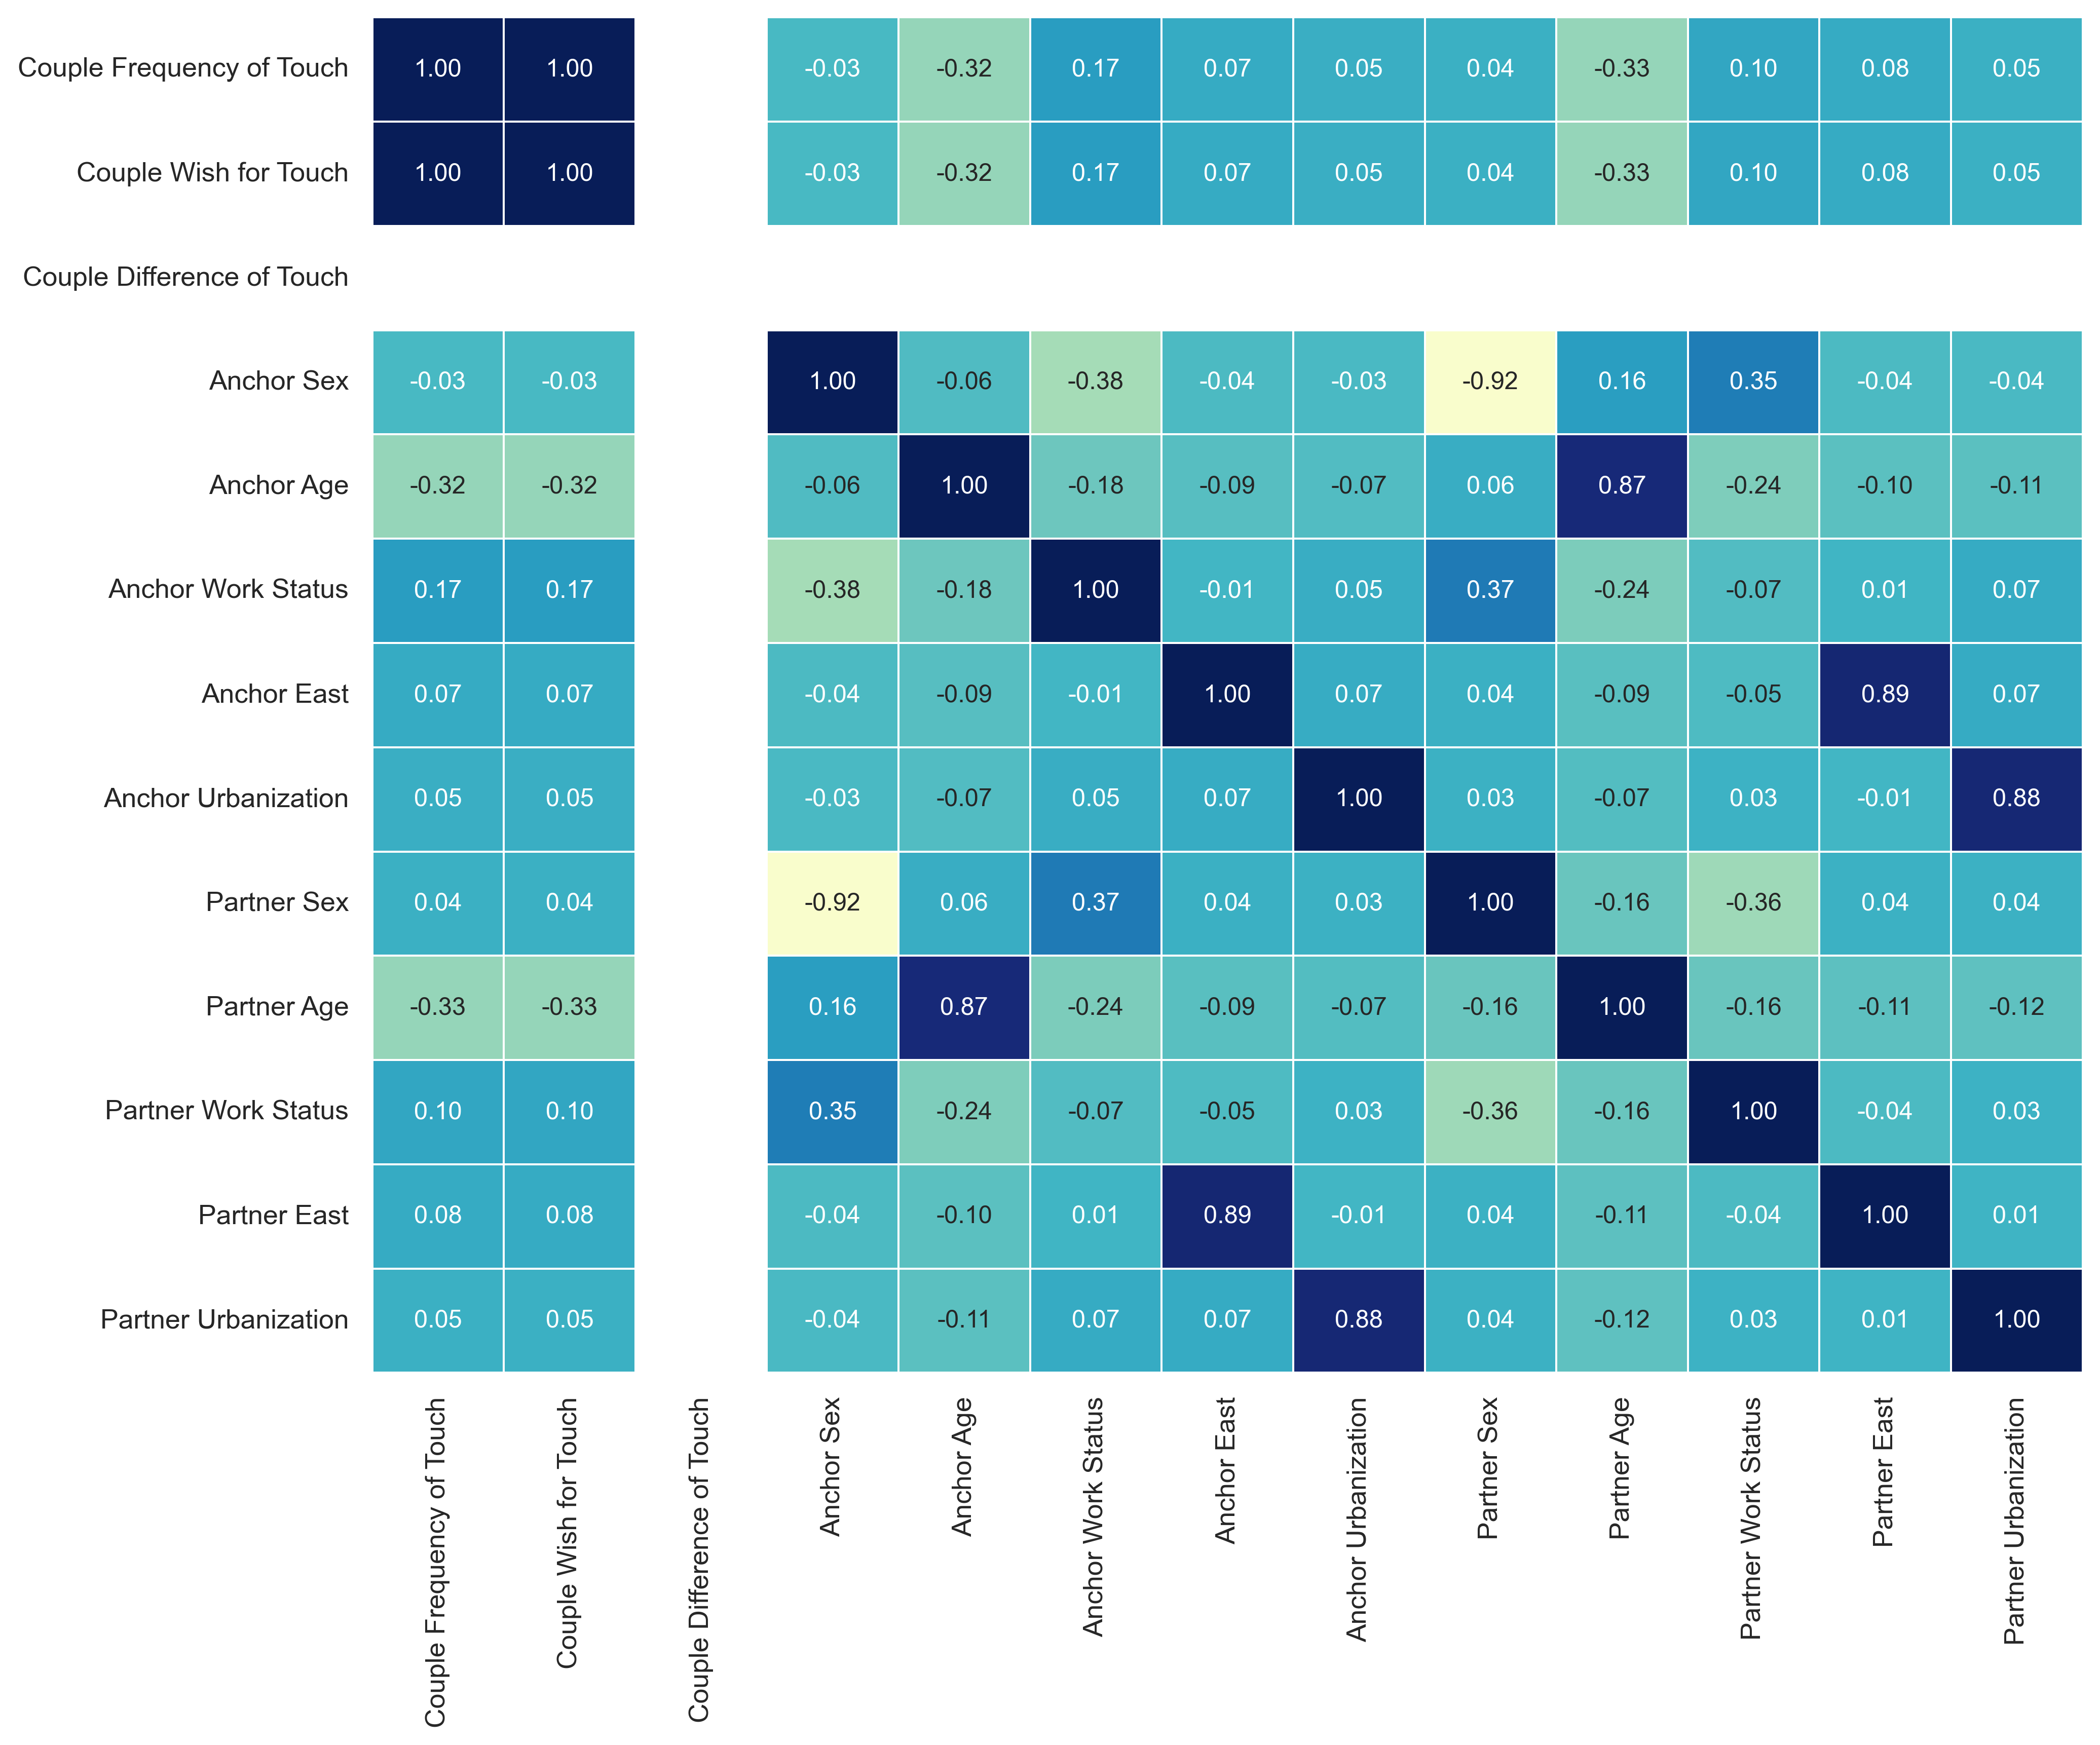 Couple Frequency of Touch 1.00 1.00 -0.03 -0.32 0.17 0.07 0.05 0.04 -0.33 0.10 0.08 0.05
Couple Wish for Touch 1.00 1.00 -0.03 -0.32 0.17 0.07 0.05 0.04 -0.33 0.10 0.08 0.05
Couple Difference of Touch
Anchor Sex -0.03 -0.03 1.00 -0.06 -0.38 -0.04 -0.03 -0.92 0.16 0.35 -0.04 -0.04
Anchor Age -0.32 -0.32 -0.06 1.00 -0.18 -0.09 -0.07 0.06 0.87 -0.24 -0.10 -0.11
Anchor Work Status 0.17 0.17 -0.38 -0.18 1.00 -0.01 0.05 0.37 -0.24 -0.07 0.01 0.07
Anchor East 0.07 0.07 -0.04 -0.09 -0.01 1.00 0.07 0.04 -0.09 -0.05 0.89 0.07
Anchor Urbanization 0.05 0.05 -0.03 -0.07 0.05 0.07 1.00 0.03 -0.07 0.03 -0.01 0.88
Partner Sex 0.04 0.04 -0.92 0.06 0.37 0.04 0.03 1.00 -0.16 -0.36 0.04 0.04
Partner Age -0.33 -0.33 0.16 0.87 -0.24 -0.09 -0.07 -0.16 1.00 -0.16 -0.11 -0.12
Partner Work Status 0.10 0.10 0.35 -0.24 -0.07 -0.05 0.03 -0.36 -0.16 1.00 -0.04 0.03
Partner East 0.08 0.08 -0.04 -0.10 0.01 0.89 -0.01 0.04 -0.11 -0.04 1.00 0.01
Partner Urbanization 0.05 0.05 -0.04 -0.11 0.07 0.07 0.88 0.04 -0.12 0.03 0.01 1.00
Couple Frequency of Touch
Couple Wish for Touch
Couple Difference of Touch
Anchor Sex
Anchor Age
Anchor Work Status
Anchor East
Anchor Urbanization
Partner Sex
Partner Age
Partner Work Status
Partner East
Partner Urbanization